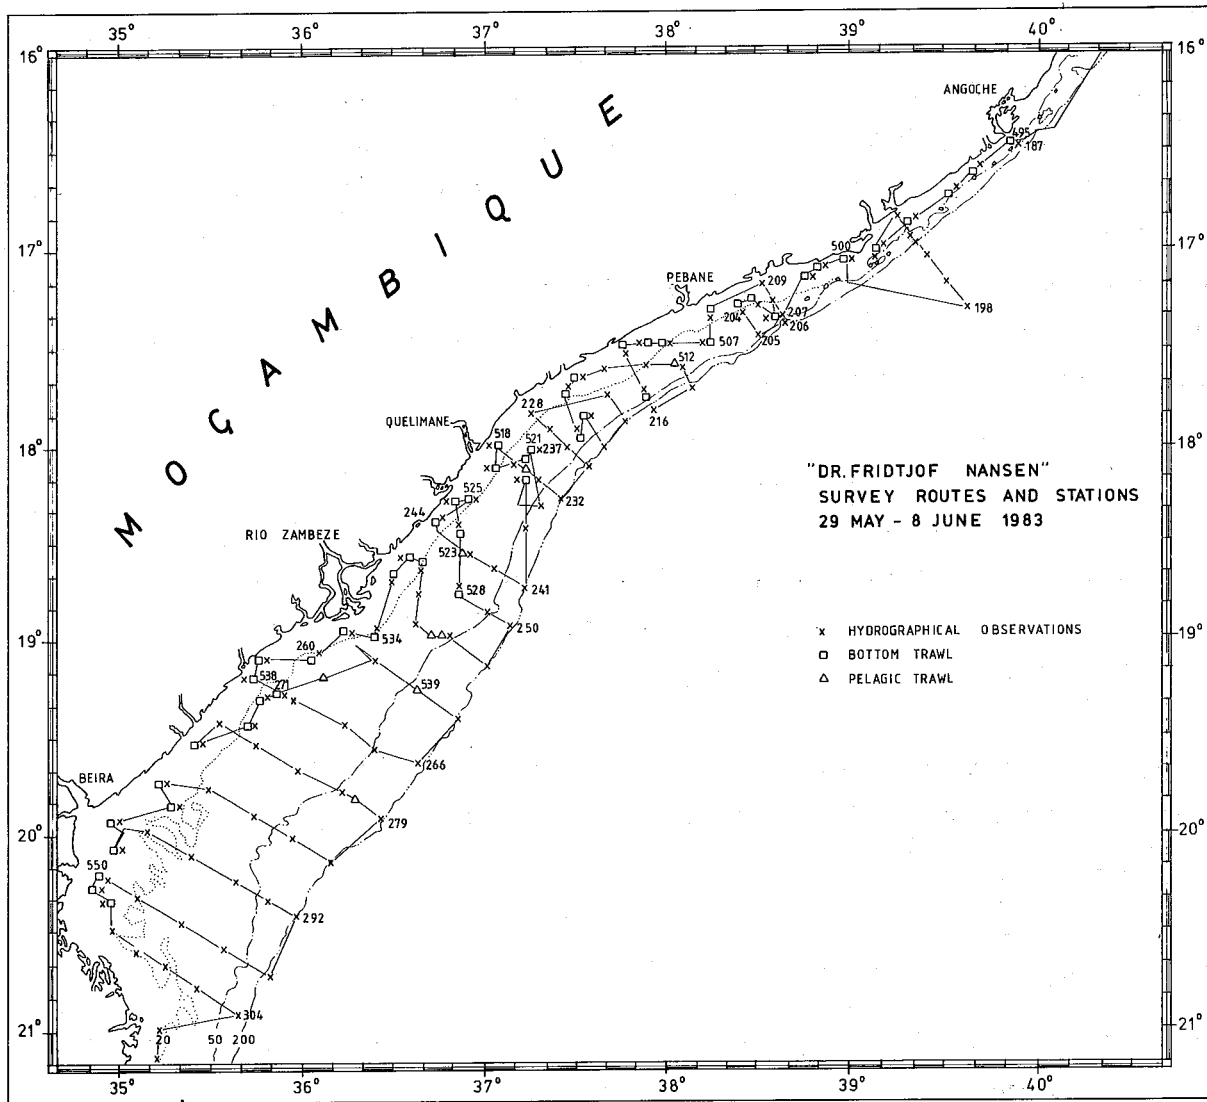 35° 36° 37° 38° 39° 40°
16° 16°
ANGOCHE
495
187
MOÇAMBIQUE
17° 17°
500
PEBANE
209
198
204
207
206
205
507
512
228
216
QUELIMANE
518
521
237
18° 18°
"DR. FRIDTJOF NANSEN"
SURVEY ROUTES AND STATIONS
29 MAY - 8 JUNE 1983
525
232
244
RIO ZAMBEZE
523
528
241
250
x HYDROGRAPHICAL OBSERVATIONS
□ BOTTOM TRAWL
△ PELAGIC TRAWL
19° 19°
260
534
538
271
539
266
BEIRA
279
20° 20°
550
292
304
21° 21°
20 50 200
35° 36° 37° 38° 39° 40°